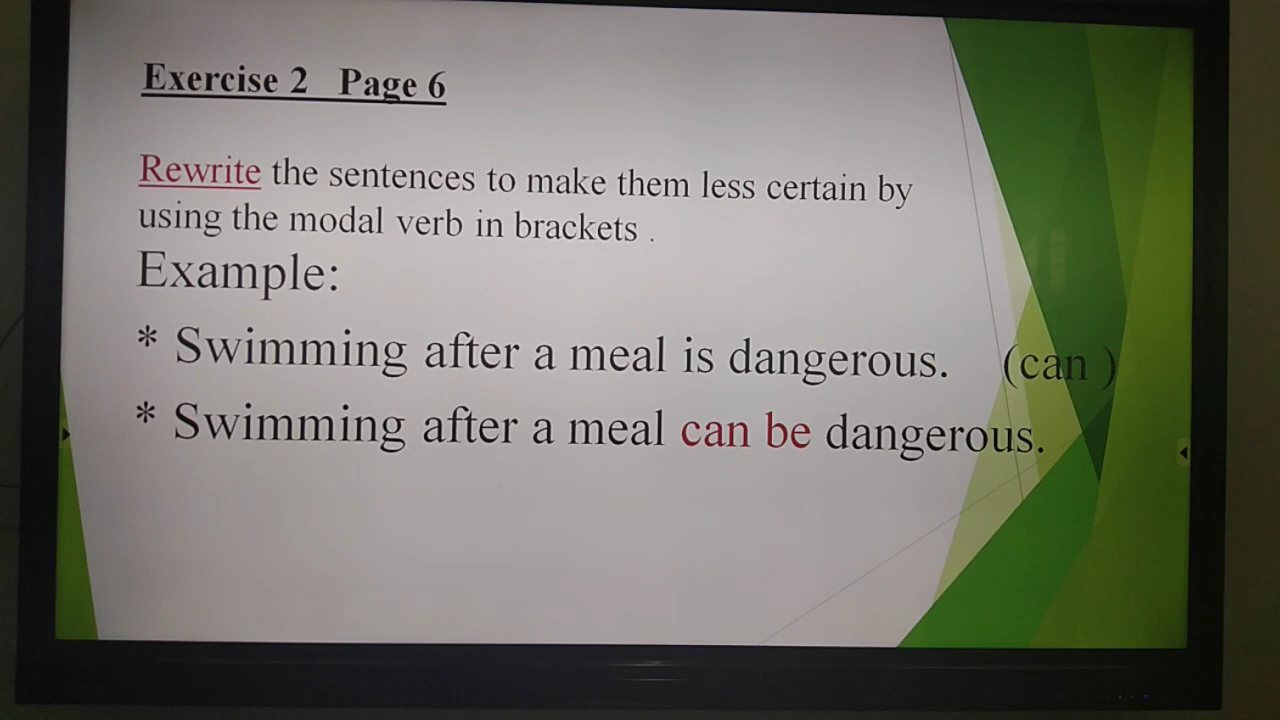 Exercise 2 Page 6
Rewrite the sentences to make them less certain by
using the modal verb in brackets .
Example:
* Swimming after a meal is dangerous. (can )
* Swimming after a meal can be dangerous.